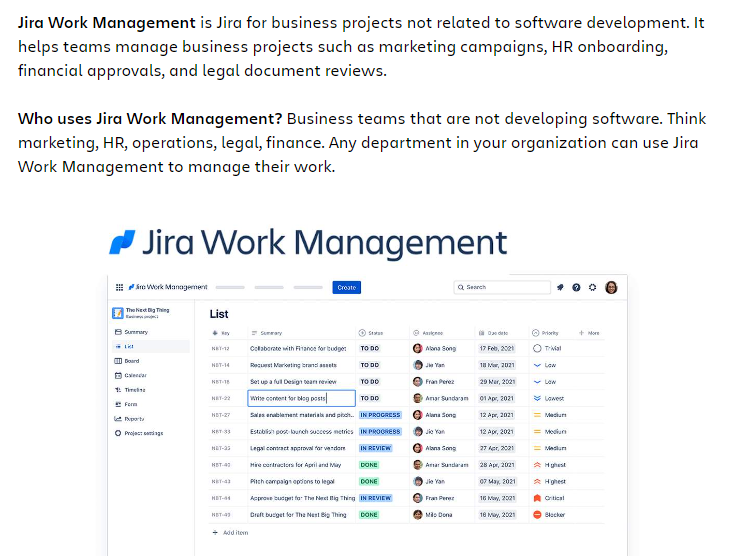 Jira Work Management is Jira for business projects not related to software development. It
helps teams manage business projects such as marketing campaigns, HR onboarding,
financial approvals, and legal document reviews.
Who uses Jira Work Management? Business teams that are not developing software. Think
marketing, HR, operations, legal, finance. Any department in your organization can use Jira
Work Management to manage their work.
Jira Work Management
Jira Work Management Create Search
The Next Big Thing
Business project
Summary
List
Board
Calendar
Timeline
Form
Reports
Project settings
List
Key Summary Status Assignee Due date Priority + More
NBT-12 Collaborate with Finance for budget TO DO Alana Song 17 Feb, 2021 Trivial
NBT-14 Request Marketing brand assets TO DO Jie Yan 18 Mar, 2021 Low
Set up a full Design team review TO DO Fran Perez 29 Mar, 2021 Low
NBT-22 Write content for blog posts TO DO Amar Sundaram 01 Apr, 2021 Lowest
NBT-27 Sales enablement materials and pitch... IN PROGRESS Alana Song 12 Apr, 2021 Medium
NBT-33 Establish post-launch success metrics IN PROGRESS Jie Yan 12 Apr, 2021 Medium
NBT-35 Legal contract approval for vendors IN REVIEW Alana Song 27 Apr, 2021 Medium
NBT-40 Hire contractors for April and May DONE Amar Sundaram 28 Apr, 2021 Highest
NBT-43 Pitch campaign options to legal DONE Jie Yan 07 May, 2021 Highest
NBT-44 Approve budget for The Next Big Thing IN REVIEW Fran Perez 16 May, 2021 Critical
Draft budget for The Next Big Thing DONE Milo Dona 16 May, 2021 Blocker
+ Add item